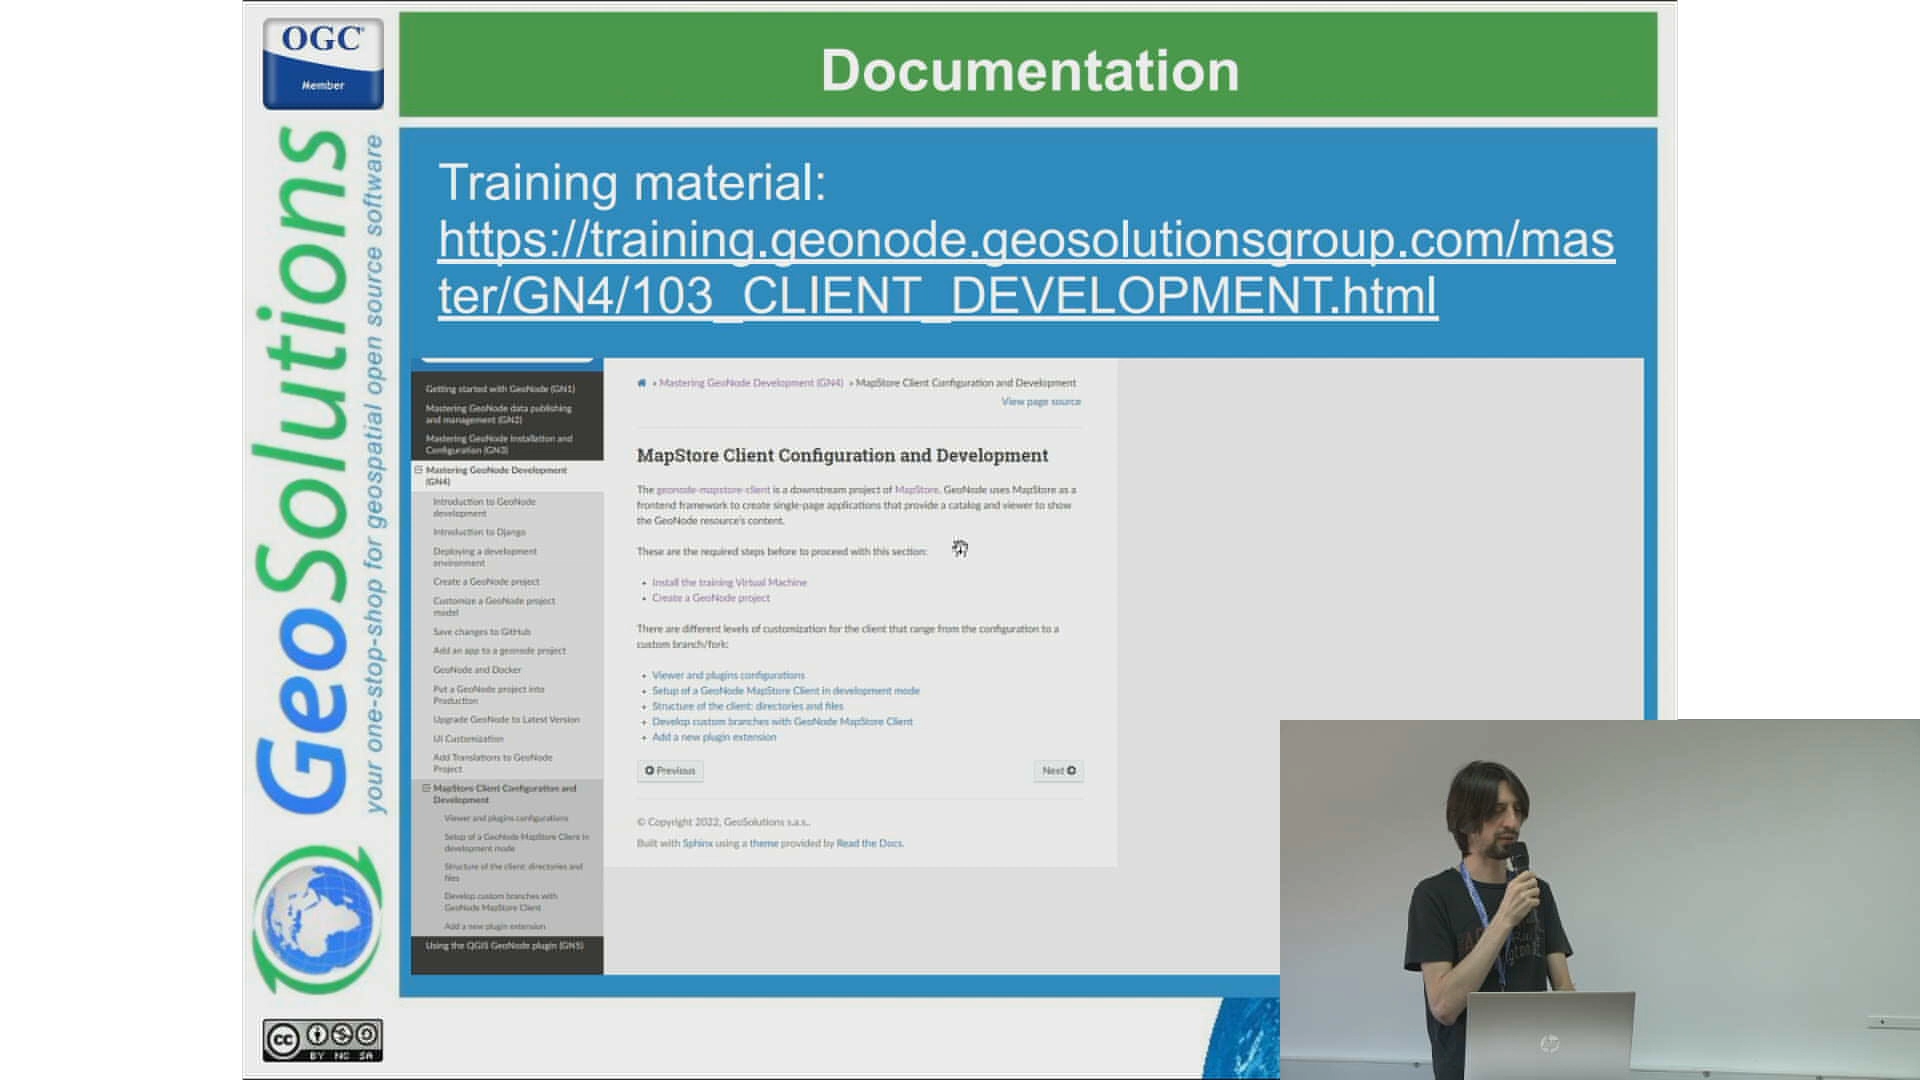 OGC
Member
GeoSolutions
your one-stop-shop for geospatial open source software
Documentation
Training material:
https://training.geonode.geosolutionsgroup.com/mas
ter/GN4/103_CLIENT_DEVELOPMENT.html
Getting started with GeoNode (GN1)
Mastering GeoNode data publishing
and management (GN2)
Mastering GeoNode Installation and
Configuration (GN3)
Mastering GeoNode Development
(GN4)
Introduction to GeoNode
development
Introduction to Django
Deploying a development
environment
Create a GeoNode project
Customize a GeoNode project
model
Save changes to GitHub
Add an app to a geonode project
GeoNode and Docker
Put a GeoNode project into
Production
Upgrade GeoNode to Latest Version
UI Customization
Add Translations to GeoNode
Project
MapStore Client Configuration and
Development
Viewer and plugins configurations
Setup of a GeoNode MapStore Client in
development mode
Structure of the client: directories and
files
Develop custom branches with
GeoNode MapStore Client
Add a new plugin extension
Using the QGIS GeoNode plugin (GN5)
» Mastering GeoNode Development (GN4) » MapStore Client Configuration and Development
View page source
MapStore Client Configuration and Development
The geonode-mapstore-client is a downstream project of MapStore. GeoNode uses MapStore as a
frontend framework to create single-page applications that provide a catalog and viewer to show
the GeoNode resource's content.
These are the required steps before to proceed with this section:
• Install the training Virtual Machine
• Create a GeoNode project
There are different levels of customization for the client that range from the configuration to a
custom branch/fork:
• Viewer and plugins configurations
• Setup of a GeoNode MapStore Client in development mode
• Structure of the client: directories and files
• Develop custom branches with GeoNode MapStore Client
• Add a new plugin extension
Previous
Next
© Copyright 2022, GeoSolutions s.a.s..
Built with Sphinx using a theme provided by Read the Docs.
cc
BY NC SA
hp